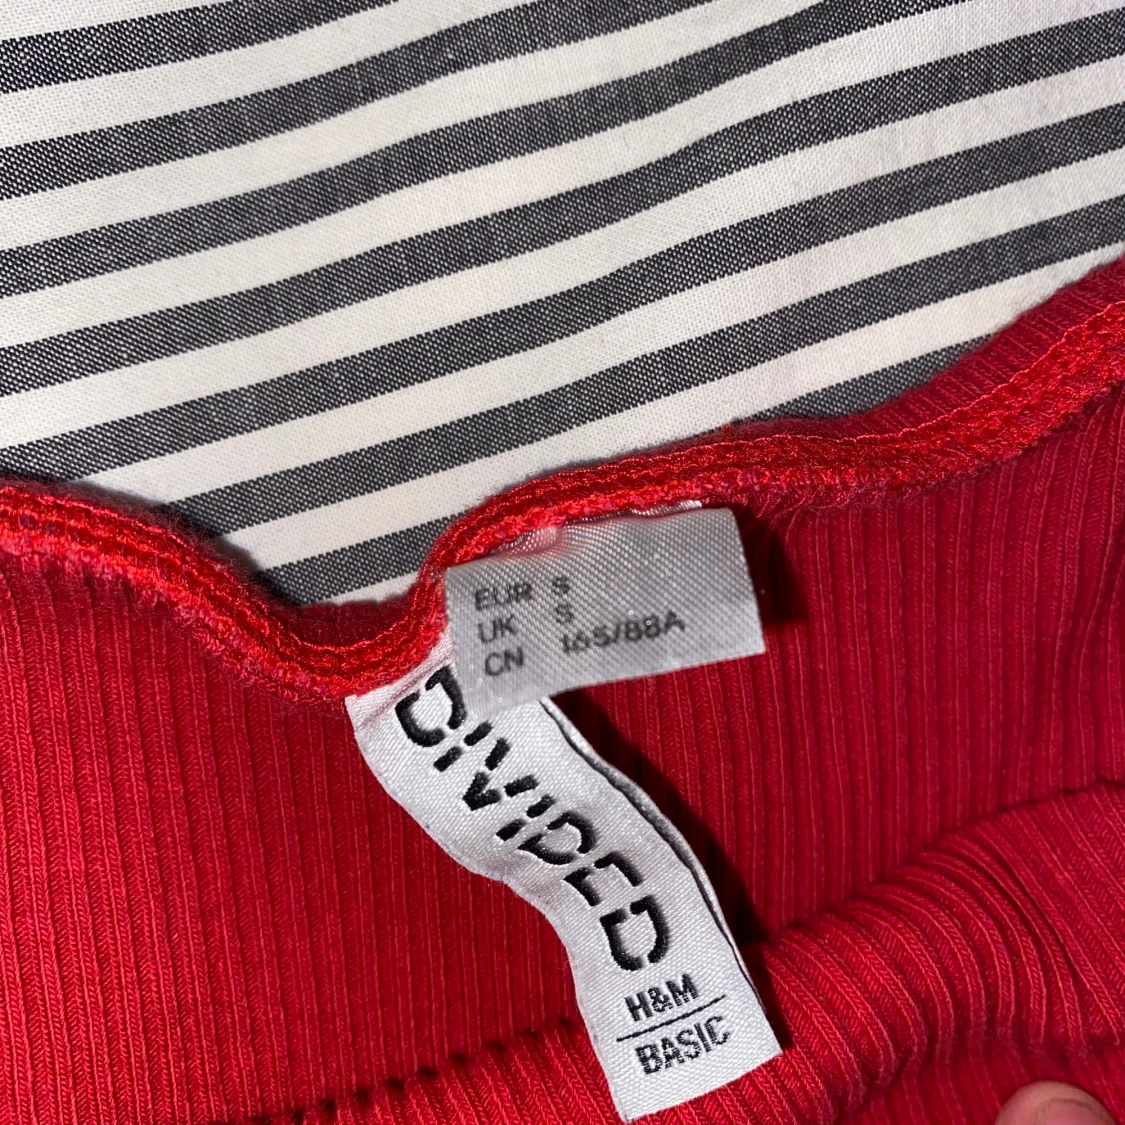 EUR S
UK S
CN 165/88A
DIVIDED
H&M
BASIC